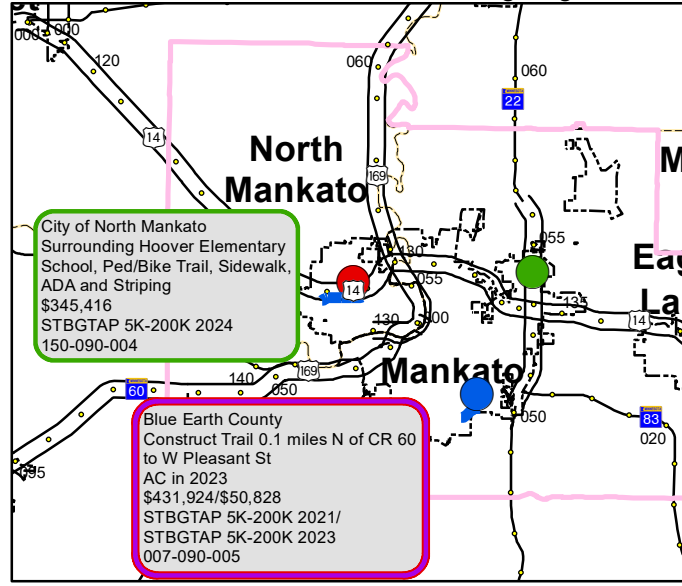 000
000
120
060
060
22
14
North
Mankato
M
169
City of North Mankato
Surrounding Hoover Elementary
School, Ped/Bike Trail, Sidewalk,
ADA and Striping
$345,416
STBGTAP 5K-200K 2024
150-090-004
130
055
055
Eag
La
14
135
14
130
00
169
Mankato
140
050
60
050
83
020
095
Blue Earth County
Construct Trail 0.1 miles N of CR 60
to W Pleasant St
AC in 2023
$431,924/$50,828
STBGTAP 5K-200K 2021/
STBGTAP 5K-200K 2023
007-090-005